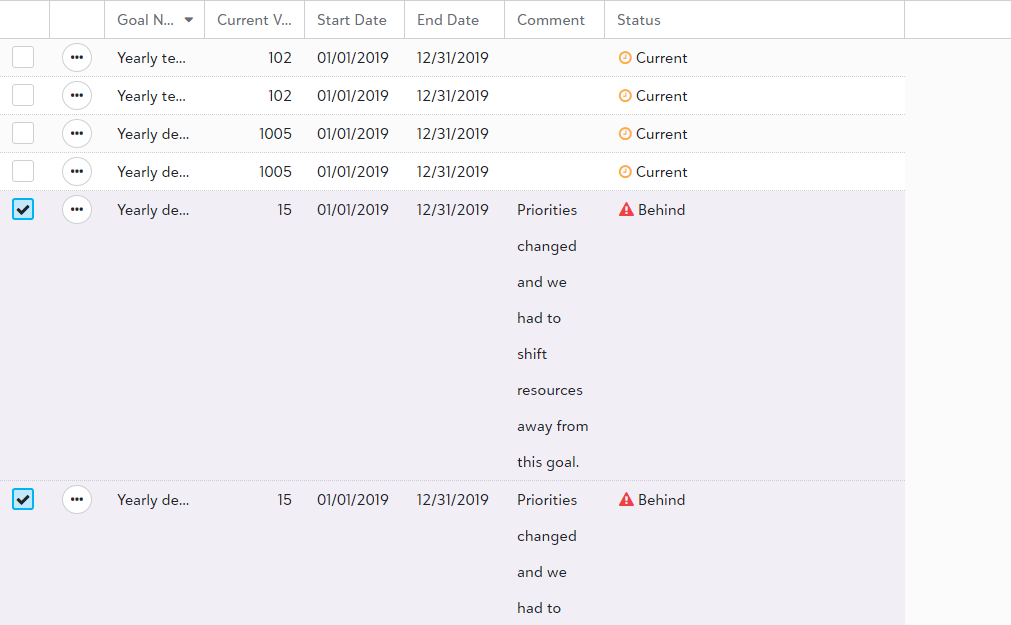 Goal N... Current V... Start Date End Date Comment Status
Yearly te... 102 01/01/2019 12/31/2019 Current
Yearly te... 102 01/01/2019 12/31/2019 Current
Yearly de... 1005 01/01/2019 12/31/2019 Current
Yearly de... 1005 01/01/2019 12/31/2019 Current
Yearly de... 15 01/01/2019 12/31/2019 Priorities Behind
changed
and we
had to
shift
resources
away from
this goal.
Yearly de... 15 01/01/2019 12/31/2019 Priorities Behind
changed
and we
had to